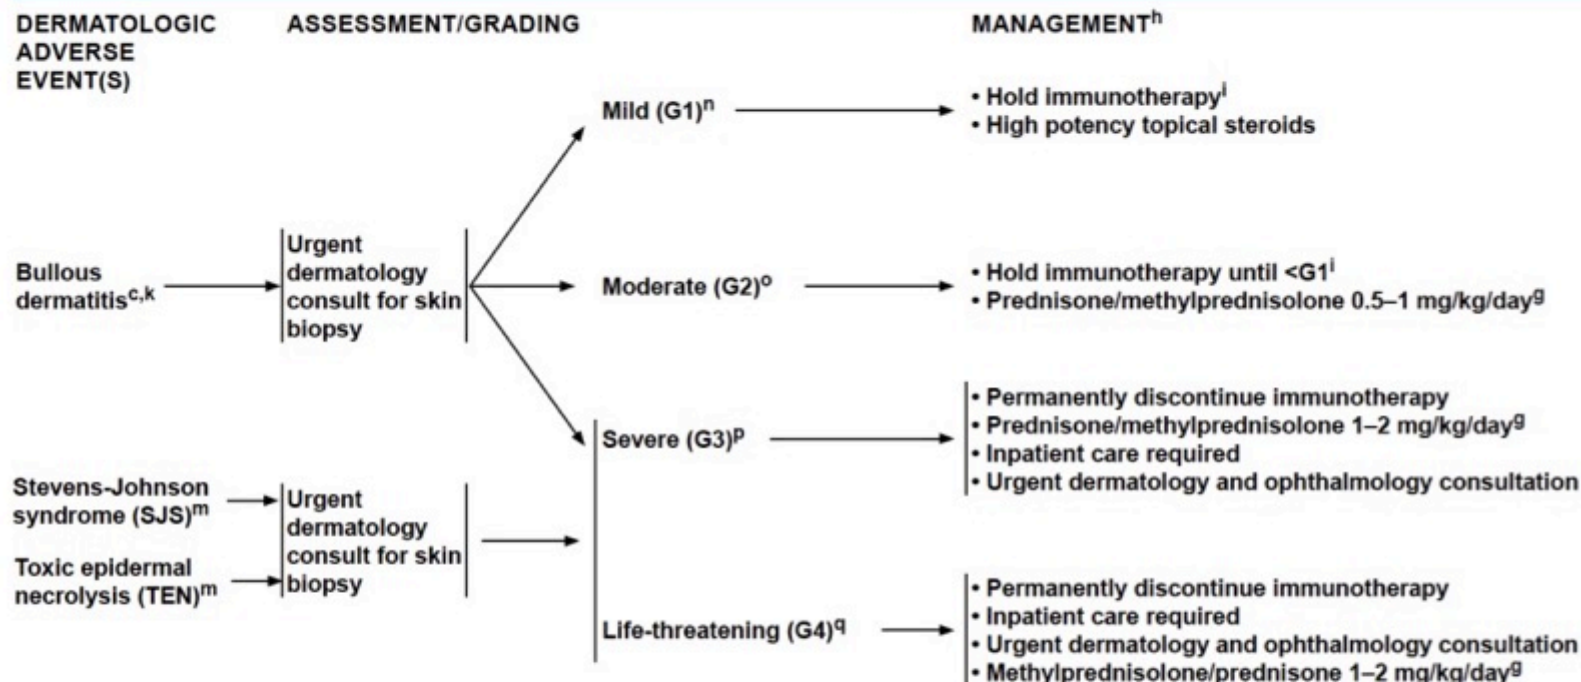 DERMATOLOGIC
ADVERSE
EVENT(S)
ASSESSMENT/GRADING
MANAGEMENTʰ
Mild (G1)ⁿ
• Hold immunotherapyⁱ
• High potency topical steroids
Bullous
dermatitisᶜ,ᵏ
Urgent
dermatology
consult for skin
biopsy
Moderate (G2)ᵒ
• Hold immunotherapy until <G1ⁱ
• Prednisone/methylprednisolone 0.5–1 mg/kg/dayᵍ
Severe (G3)ᵖ
• Permanently discontinue immunotherapy
• Prednisone/methylprednisolone 1–2 mg/kg/dayᵍ
• Inpatient care required
• Urgent dermatology and ophthalmology consultation
Stevens-Johnson
syndrome (SJS)ᵐ
Toxic epidermal
necrolysis (TEN)ᵐ
Urgent
dermatology
consult for skin
biopsy
Life-threatening (G4)^q
• Permanently discontinue immunotherapy
• Inpatient care required
• Urgent dermatology and ophthalmology consultation
• Methylprednisolone/prednisone 1–2 mg/kg/dayᵍ